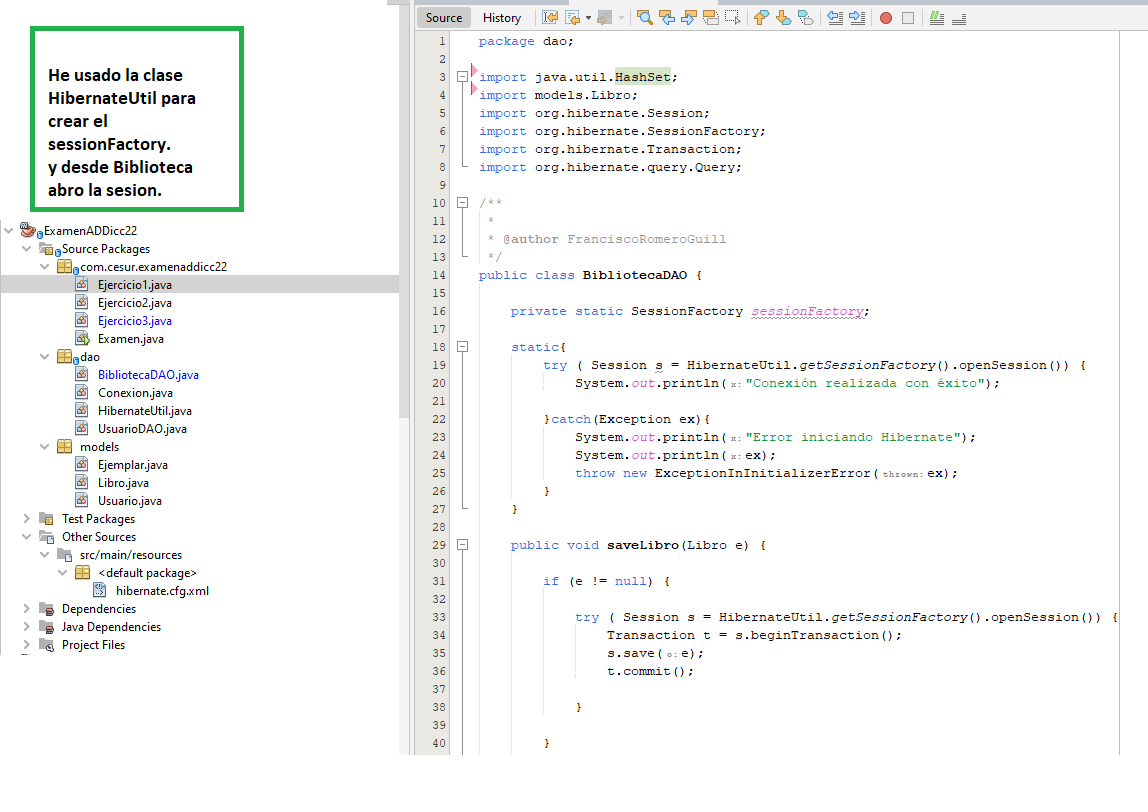 He usado la clase
HibernateUtil para
crear el
sessionFactory.
y desde Biblioteca
abro la sesion.
ExamenADDicc22
Source Packages
com.cesur.examenaddicc22
Ejercicio1.java
Ejercicio2.java
Ejercicio3.java
Examen.java
dao
BibliotecaDAO.java
Conexion.java
HibernateUtil.java
UsuarioDAO.java
models
Ejemplar.java
Libro.java
Usuario.java
Test Packages
Other Sources
src/main/resources
<default package>
hibernate.cfg.xml
Dependencies
Java Dependencies
Project Files
Source History
1 package dao;
2
3 import java.util.HashSet;
4 import models.Libro;
5 import org.hibernate.Session;
6 import org.hibernate.SessionFactory;
7 import org.hibernate.Transaction;
8 import org.hibernate.query.Query;
9
10 /**
11 *
12 * @author FranciscoRomeroGuill
13 */
14 public class BibliotecaDAO {
15
16 private static SessionFactory sessionFactory;
17
18 static{
19 try ( Session s = HibernateUtil.getSessionFactory().openSession()) {
20 System.out.println(x:"Conexión realizada con éxito");
21
22 }catch(Exception ex){
23 System.out.println(x:"Error iniciando Hibernate");
24 System.out.println(x:ex);
25 throw new ExceptionInInitializerError(thrown:ex);
26 }
27 }
28
29 public void saveLibro(Libro e) {
30
31 if (e != null) {
32
33 try ( Session s = HibernateUtil.getSessionFactory().openSession()) {
34 Transaction t = s.beginTransaction();
35 s.save(o:e);
36 t.commit();
37
38 }
39
40 }